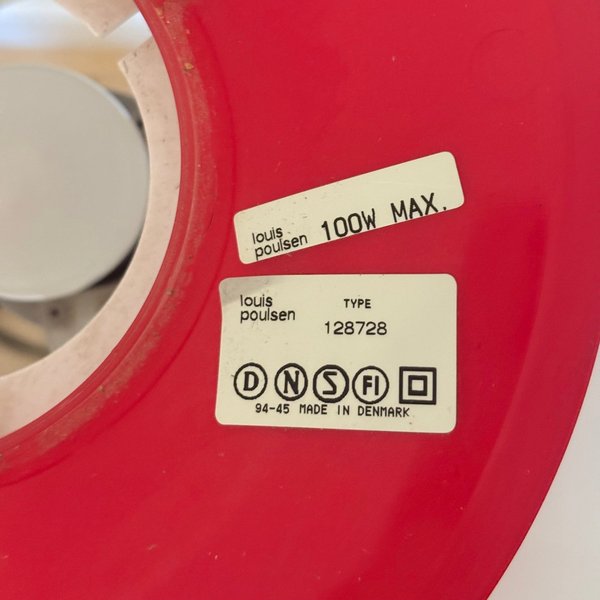 louis
poulsen 100W MAX.
louis TYPE
poulsen
128728
D N S FI
94-45 MADE IN DENMARK